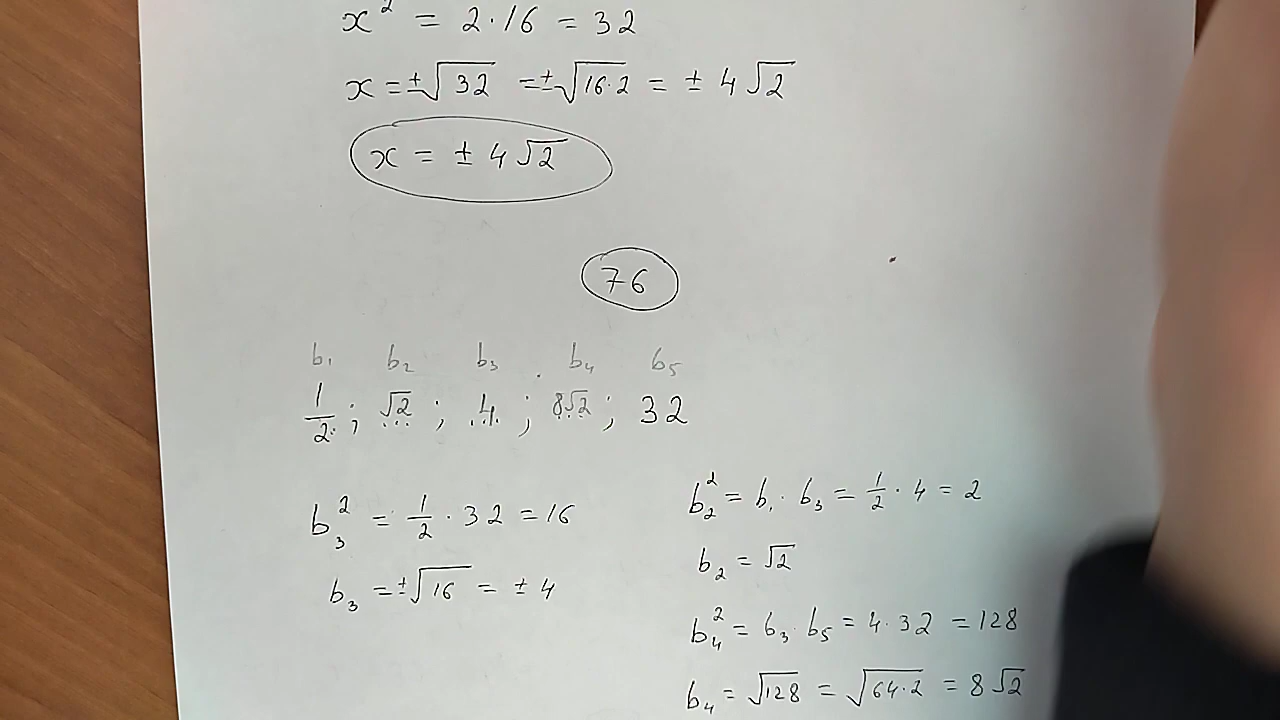 x² = 2·16 = 32
x = ±√32 = ±√16·2 = ± 4√2
x = ± 4√2
76
b₁ b₂ b₃ b₄ b₅
1/2 ; √2 ; 4 ; 8√2 ; 32
b₃² = 1/2 · 32 = 16
b₃ = ±√16 = ± 4
b₂² = b₁ · b₃ = 1/2 · 4 = 2
b₂ = √2
b₄² = b₃ · b₅ = 4 · 32 = 128
b₄ = √128 = √64·2 = 8√2